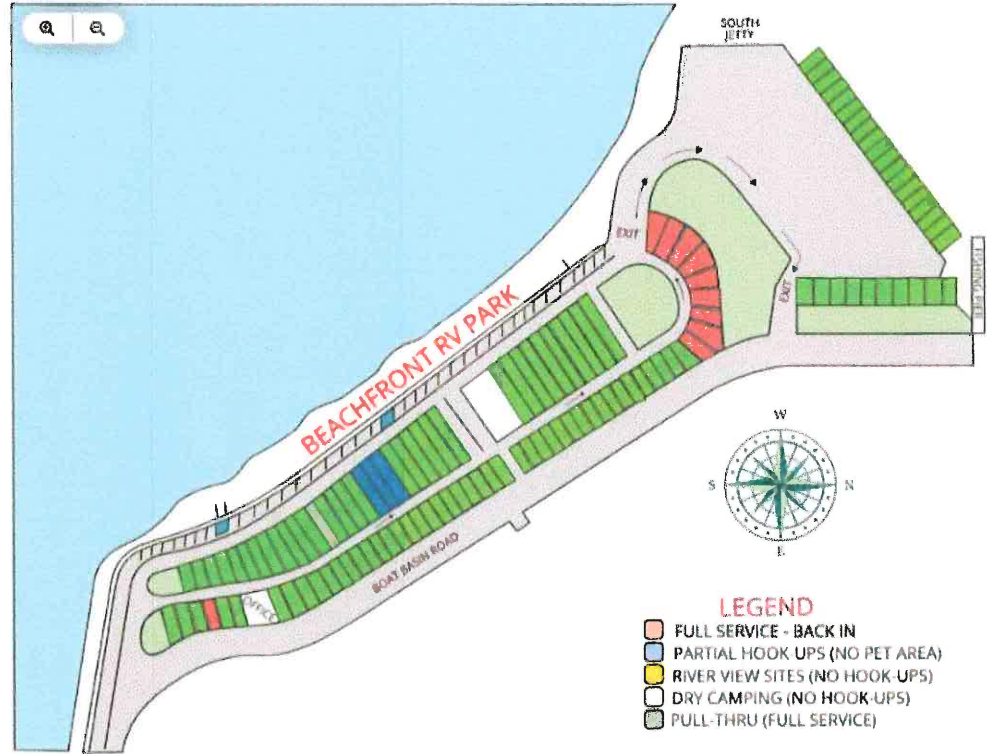 SOUTH
JETTY
EXIT
EXIT
FISHING PIER
BEACHFRONT RV PARK
W
S
N
E
BOAT BASIN ROAD
OFFICE
LEGEND
FULL SERVICE - BACK IN
PARTIAL HOOK UPS (NO PET AREA)
RIVER VIEW SITES (NO HOOK-UPS)
DRY CAMPING (NO HOOK-UPS)
PULL-THRU (FULL SERVICE)